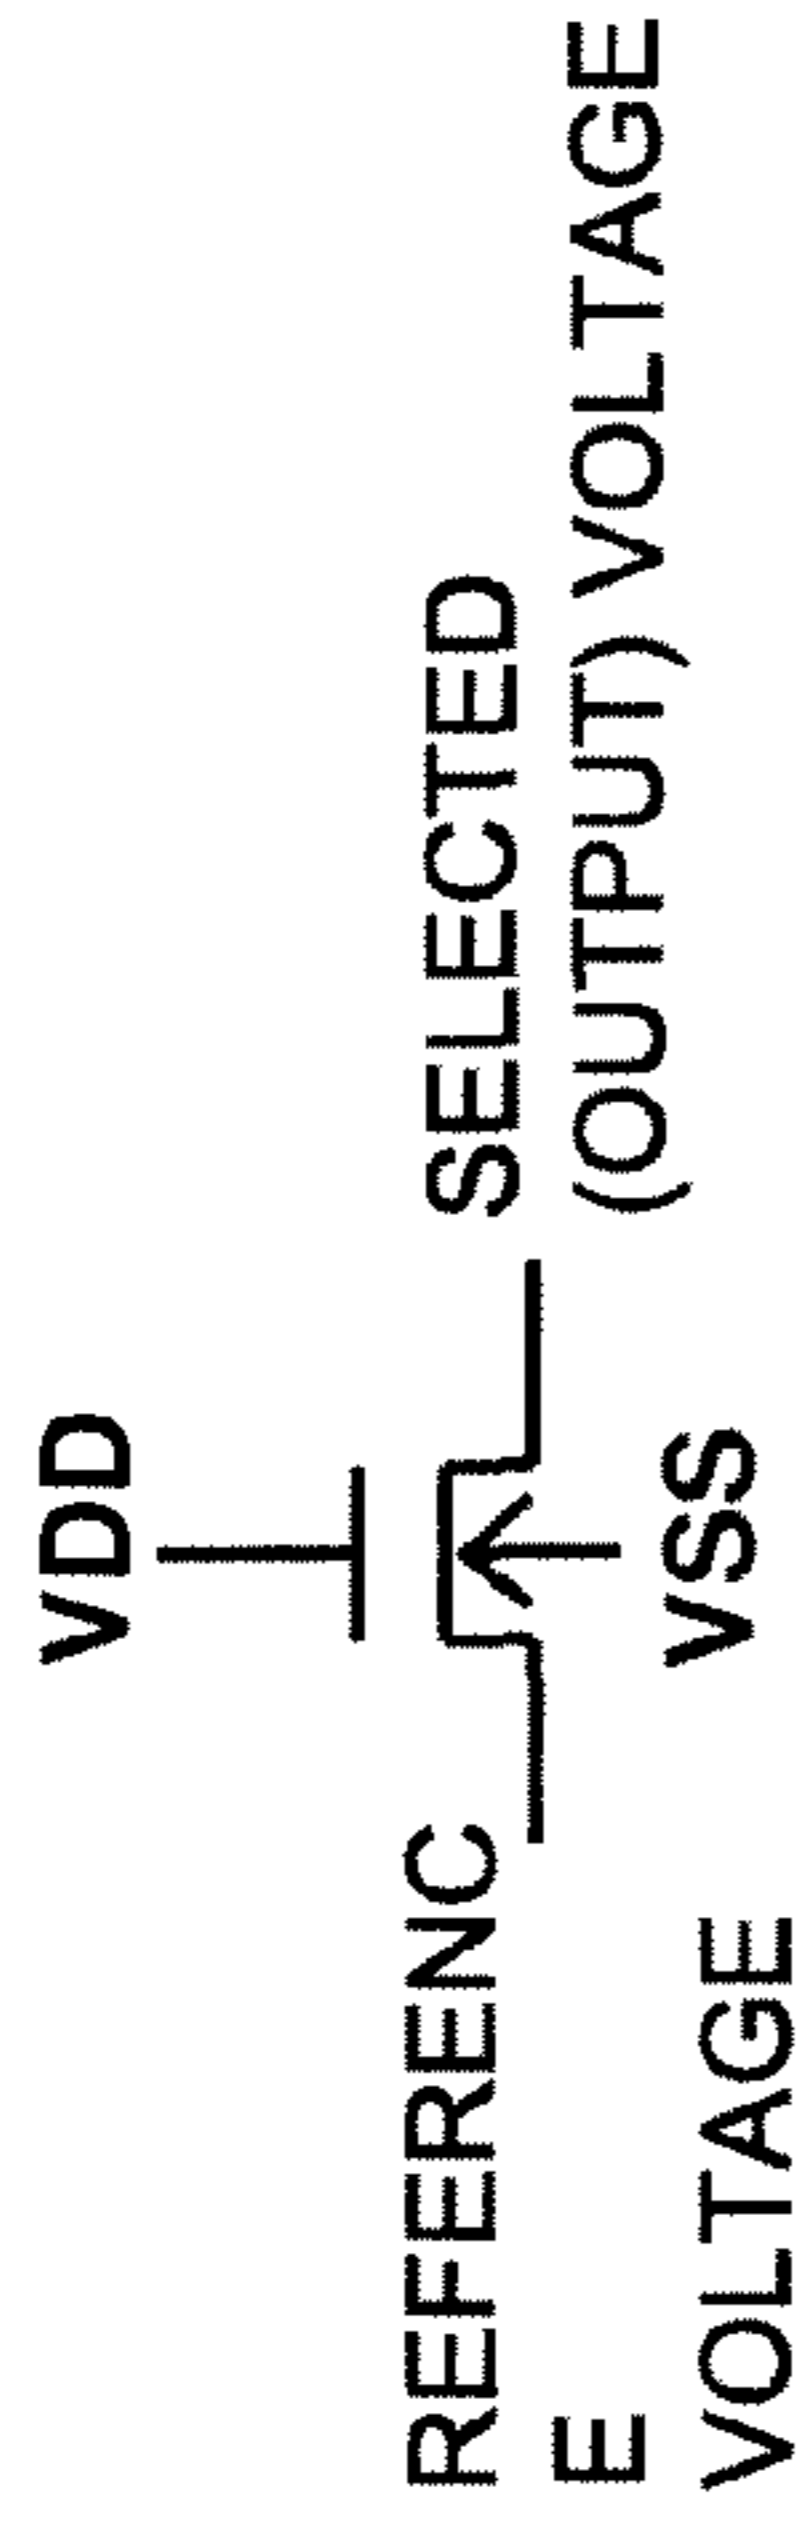 VDD
SELECTED
(OUTPUT) VOLTAGE
REFERENC
E
VOLTAGE
VSS